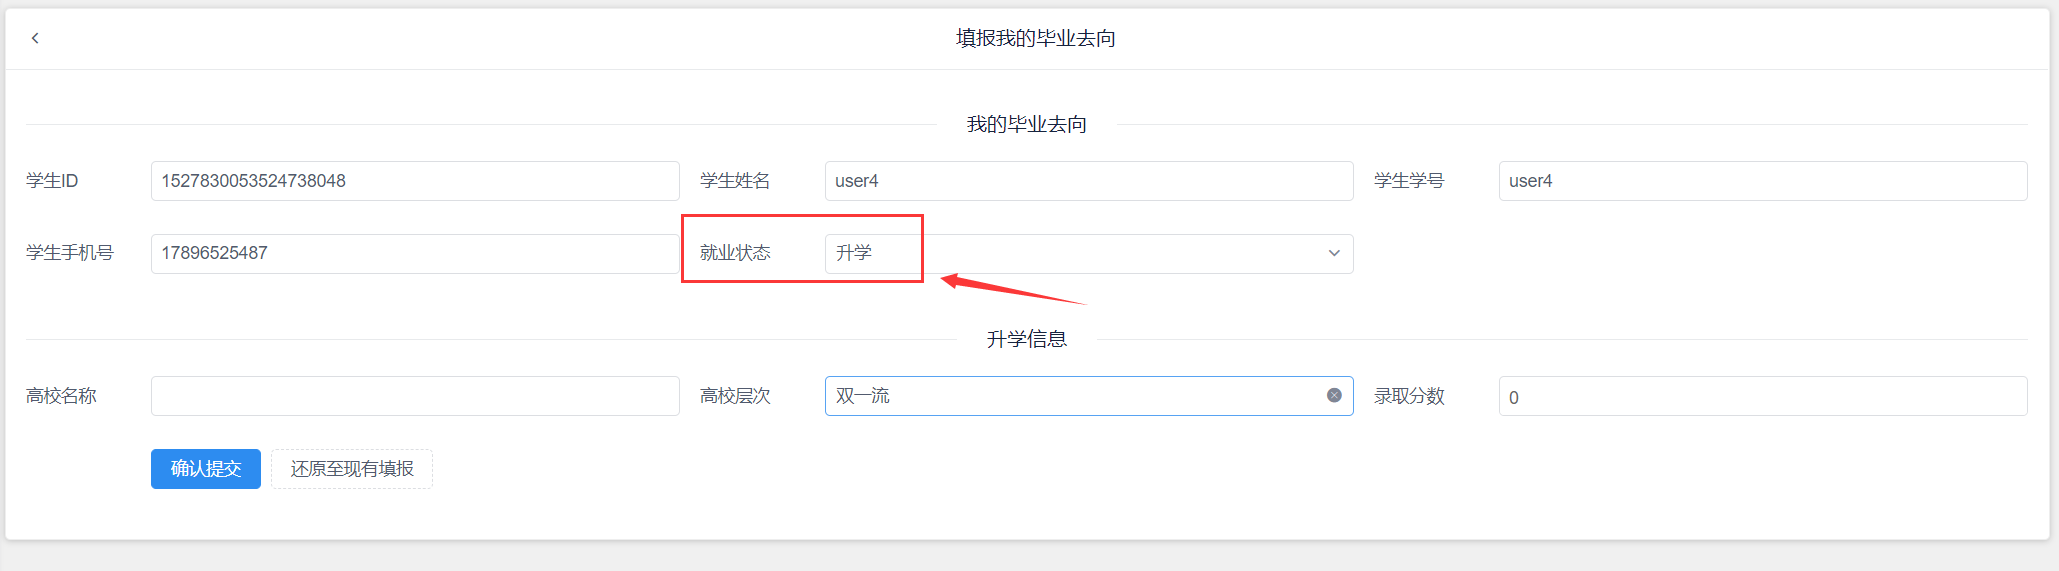 填报我的毕业去向
我的毕业去向
学生ID 1527830053524738048 学生姓名 user4 学生学号 user4
学生手机号 17896525487 就业状态 升学
升学信息
高校名称 高校层次 双一流 录取分数 0
确认提交 还原至现有填报